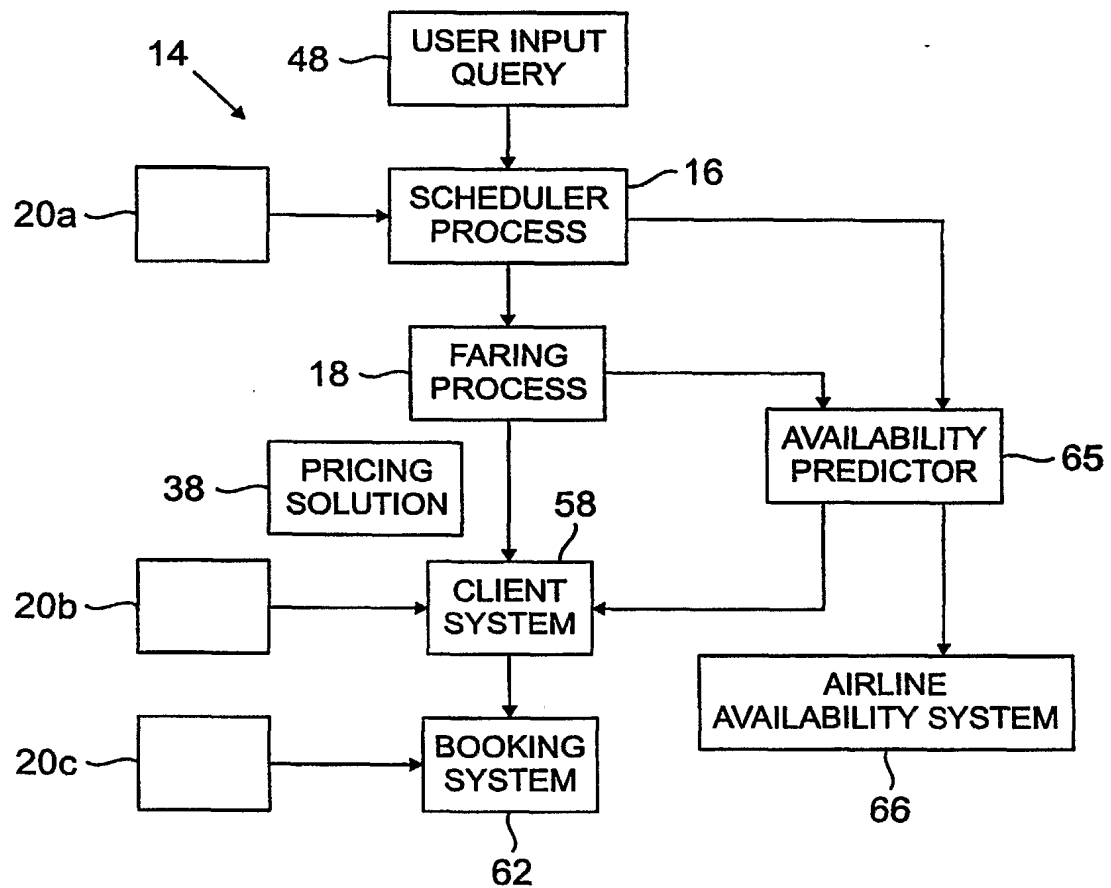 USER INPUT
QUERY
48
14
16
20a
SCHEDULER
PROCESS
18
FARING
PROCESS
38
PRICING
SOLUTION
AVAILABILITY
PREDICTOR
65
58
20b
CLIENT
SYSTEM
AIRLINE
AVAILABILITY SYSTEM
20c
BOOKING
SYSTEM
66
62